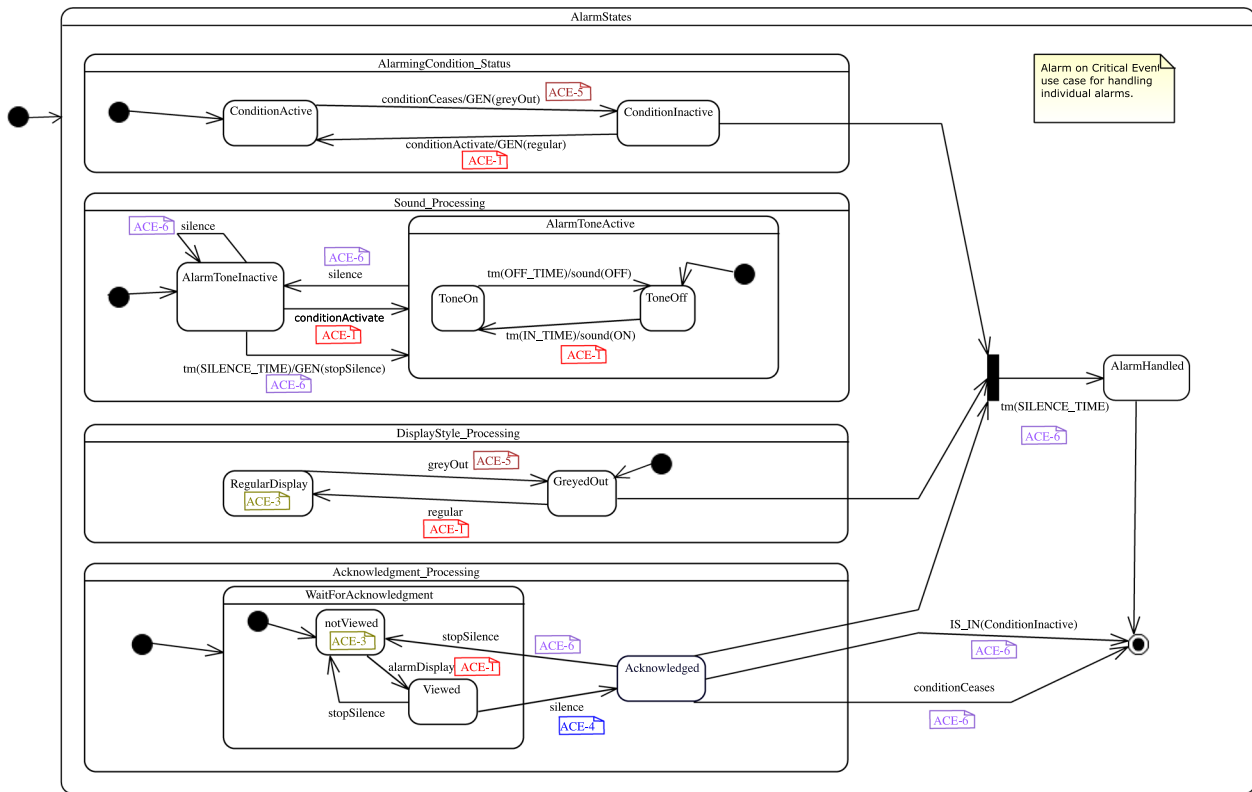 AlarmStates
AlarmingCondition_Status
Alarm on Critical Event
use case for handling
individual alarms.
ConditionActive
conditionCeases/GEN(greyOut)
ACE-5
ConditionInactive
conditionActivate/GEN(regular)
ACE-1
Sound_Processing
ACE-6
silence
AlarmToneActive
ACE-6
silence
AlarmToneInactive
tm(OFF_TIME)/sound(OFF)
ToneOn
ToneOff
conditionActivate
ACE-1
tm(IN_TIME)/sound(ON)
ACE-1
tm(SILENCE_TIME)/GEN(stopSilence)
ACE-6
AlarmHandled
tm(SILENCE_TIME)
ACE-6
DisplayStyle_Processing
greyOut
ACE-5
RegularDisplay
ACE-3
GreyedOut
regular
ACE-1
Acknowledgment_Processing
WaitForAcknowledgment
notViewed
ACE-3
stopSilence
ACE-6
IS_IN(ConditionInactive)
ACE-6
alarmDisplay
ACE-1
Acknowledged
Viewed
conditionCeases
ACE-6
stopSilence
silence
ACE-4